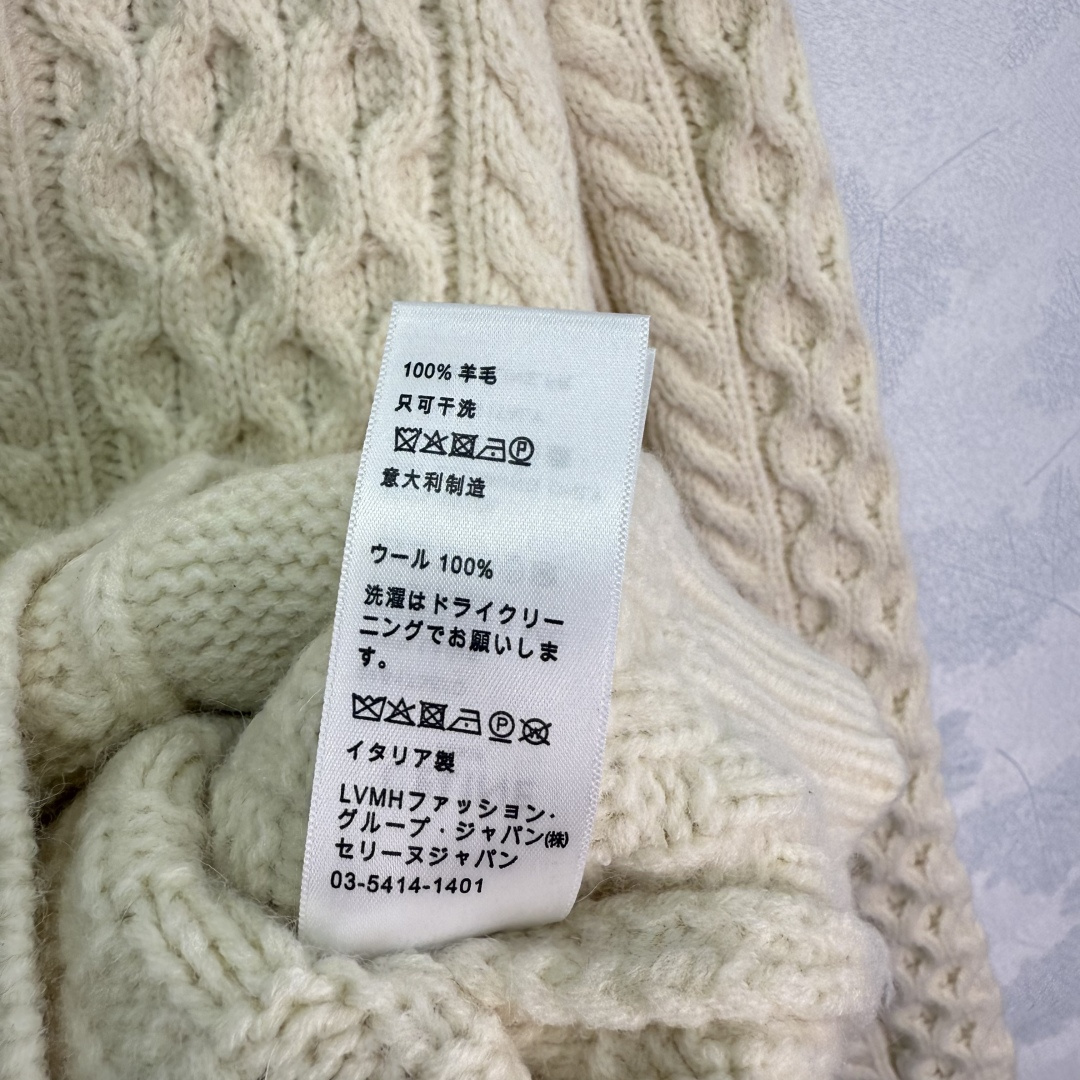 100% 羊毛
只可干洗
意大利制造
ウール 100%
洗濯はドライクリー
ニングでお願いしま
す。
イタリア製
LVMHファッション・
グループ・ジャパン㈱
セリーヌジャパン
03-5414-1401